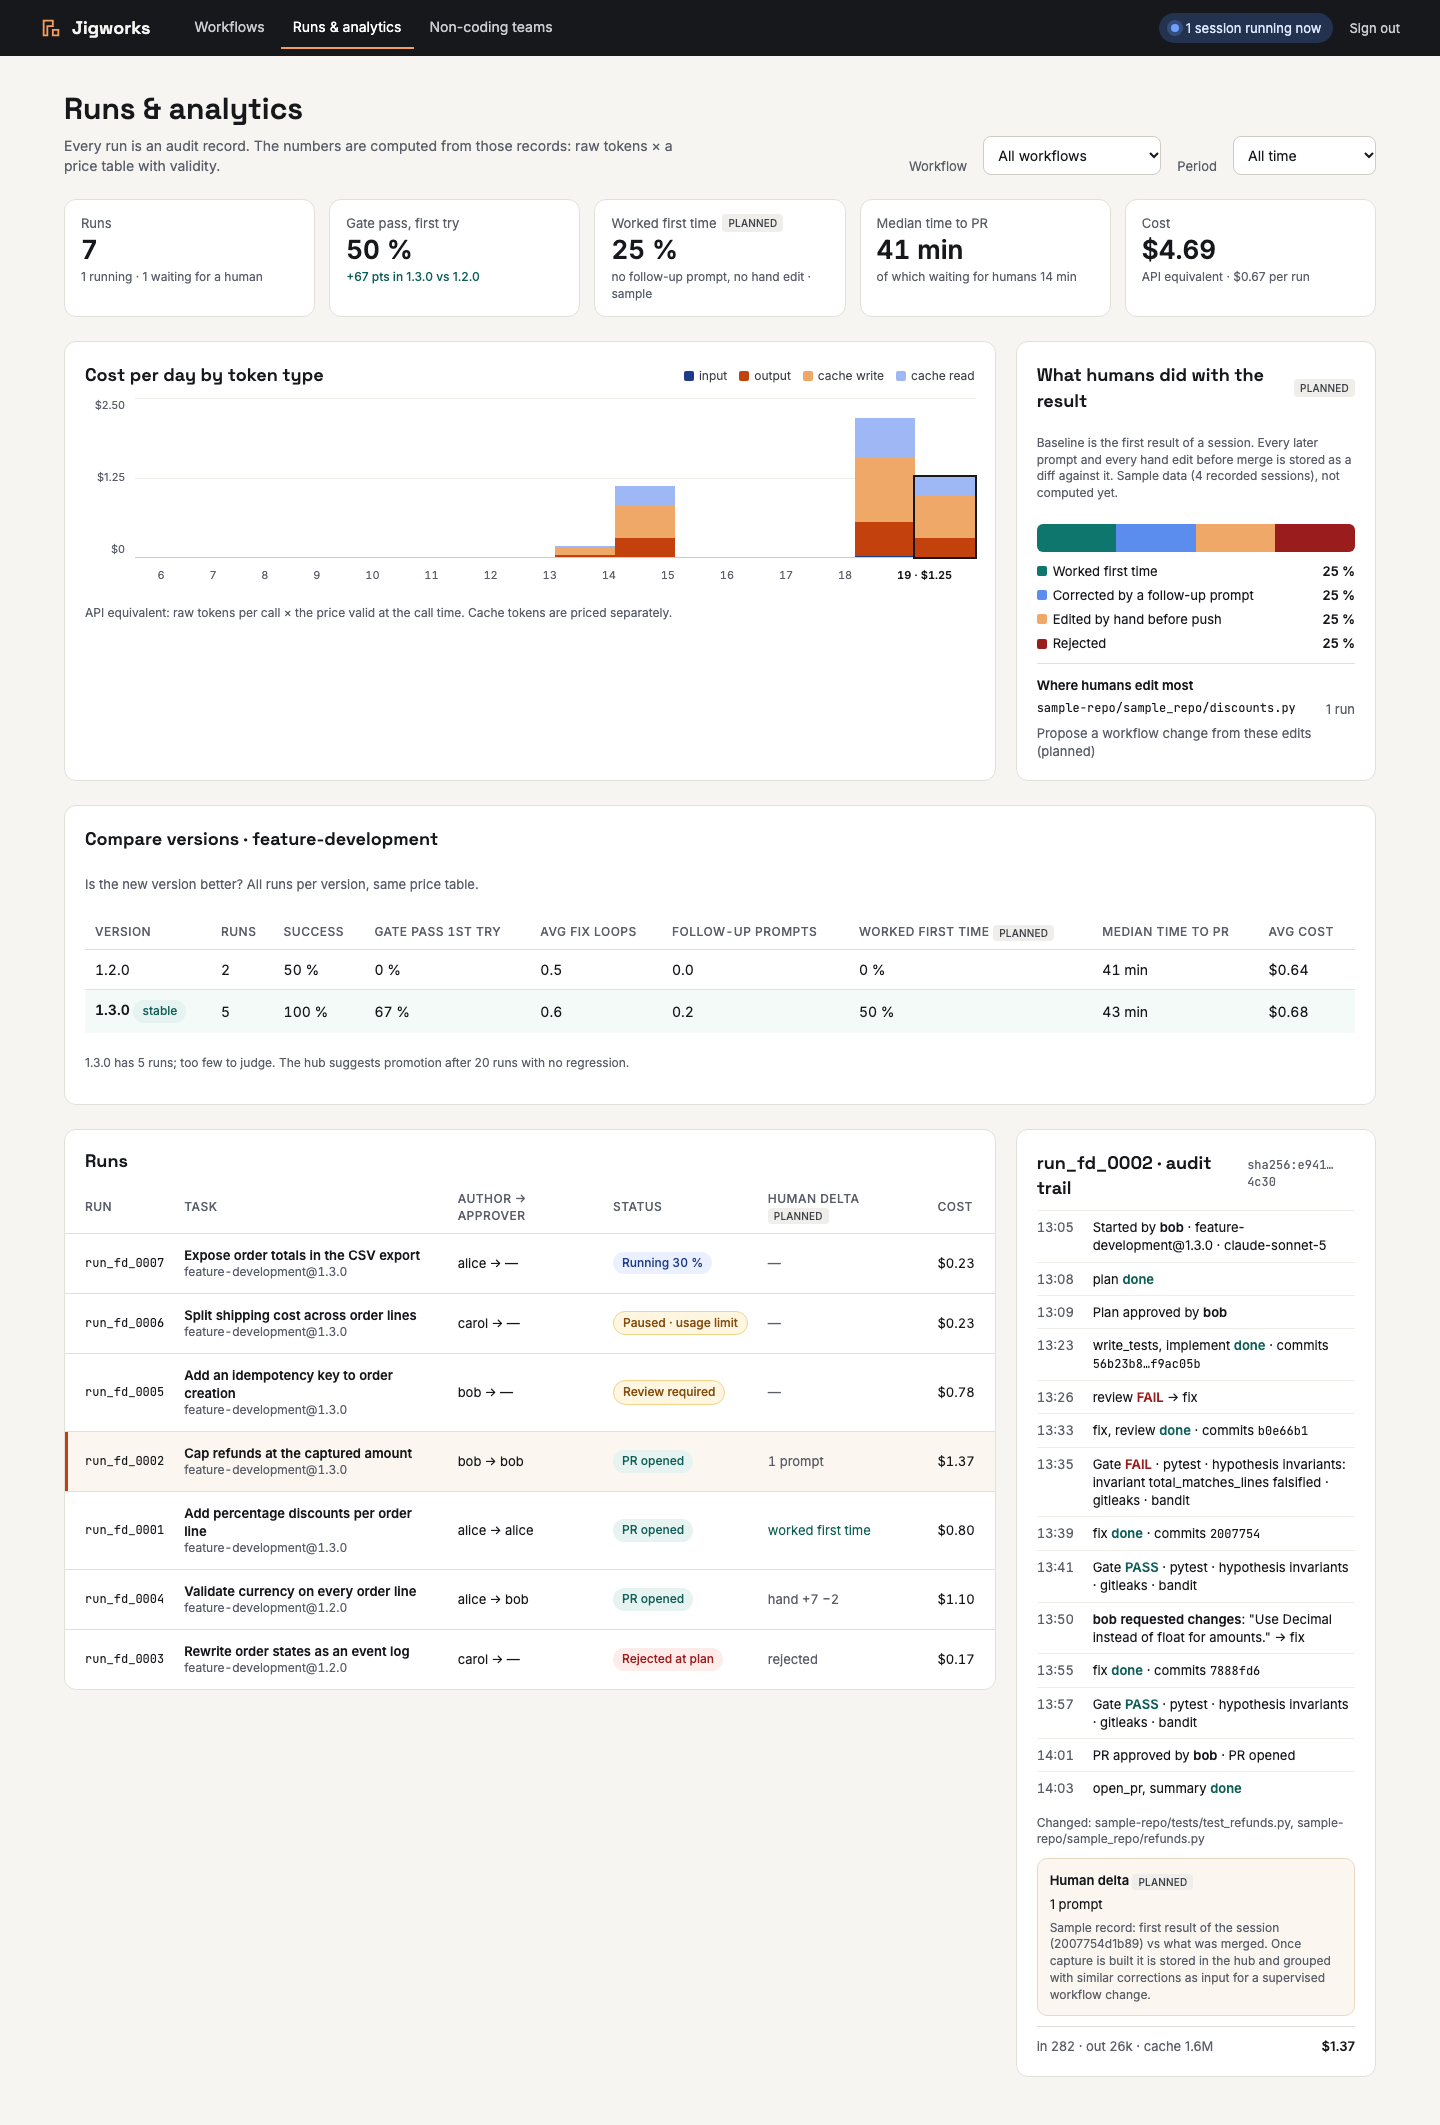 Jigworks
Workflows
Runs & analytics
Non-coding teams
1 session running now
Sign out
Runs & analytics
Every run is an audit record. The numbers are computed from those records: raw tokens × a
price table with validity.
Workflow
All workflows
Period
All time
Runs
7
1 running · 1 waiting for a human
Gate pass, first try
50 %
+67 pts in 1.3.0 vs 1.2.0
Worked first time PLANNED
25 %
no follow-up prompt, no hand edit ·
sample
Median time to PR
41 min
of which waiting for humans 14 min
Cost
$4.69
API equivalent · $0.67 per run
Cost per day by token type
input
output
cache write
cache read
$2.50
$1.25
$0
6 7 8 9 10 11 12 13 14 15 16 17 18 19 · $1.25
API equivalent: raw tokens per call × the price valid at the call time. Cache tokens are priced separately.
What humans did with the
result
PLANNED
Baseline is the first result of a session. Every later
prompt and every hand edit before merge is stored as a
diff against it. Sample data (4 recorded sessions), not
computed yet.
Worked first time 25 %
Corrected by a follow-up prompt 25 %
Edited by hand before push 25 %
Rejected 25 %
Where humans edit most
sample-repo/sample_repo/discounts.py 1 run
Propose a workflow change from these edits
(planned)
Compare versions · feature-development
Is the new version better? All runs per version, same price table.
VERSION RUNS SUCCESS GATE PASS 1ST TRY AVG FIX LOOPS FOLLOW-UP PROMPTS WORKED FIRST TIME PLANNED MEDIAN TIME TO PR AVG COST
1.2.0 2 50 % 0 % 0.5 0.0 0 % 41 min $0.64
1.3.0 stable 5 100 % 67 % 0.6 0.2 50 % 43 min $0.68
1.3.0 has 5 runs; too few to judge. The hub suggests promotion after 20 runs with no regression.
Runs
RUN TASK AUTHOR → APPROVER STATUS HUMAN DELTA PLANNED COST
run_fd_0007 Expose order totals in the CSV export alice → — Running 30 % — $0.23
feature-development@1.3.0
run_fd_0006 Split shipping cost across order lines carol → — Paused · usage limit — $0.23
feature-development@1.3.0
run_fd_0005 Add an idempotency key to order
creation bob → — Review required — $0.78
feature-development@1.3.0
run_fd_0002 Cap refunds at the captured amount bob → bob PR opened 1 prompt $1.37
feature-development@1.3.0
run_fd_0001 Add percentage discounts per order
line alice → alice PR opened worked first time $0.80
feature-development@1.3.0
run_fd_0004 Validate currency on every order line alice → bob PR opened hand +7 −2 $1.10
feature-development@1.2.0
run_fd_0003 Rewrite order states as an event log carol → — Rejected at plan rejected $0.17
feature-development@1.2.0
run_fd_0002 · audit
trail
sha256:e941…
4c30
13:05 Started by bob · feature-
development@1.3.0 · claude-sonnet-5
13:08 plan done
13:09 Plan approved by bob
13:23 write_tests, implement done · commits
56b23b8…f9ac05b
13:26 review FAIL → fix
13:33 fix, review done · commits b0e66b1
13:35 Gate FAIL · pytest · hypothesis invariants:
invariant total_matches_lines falsified ·
gitleaks · bandit
13:39 fix done · commits 2007754
13:41 Gate PASS · pytest · hypothesis invariants
· gitleaks · bandit
13:50 bob requested changes: "Use Decimal
instead of float for amounts." → fix
13:55 fix done · commits 7888fd6
13:57 Gate PASS · pytest · hypothesis invariants
· gitleaks · bandit
14:01 PR approved by bob · PR opened
14:03 open_pr, summary done
Changed: sample-repo/tests/test_refunds.py, sample-
repo/sample_repo/refunds.py
Human delta PLANNED
1 prompt
Sample record: first result of the session
(2007754d1b89) vs what was merged. Once
capture is built it is stored in the hub and grouped
with similar corrections as input for a supervised
workflow change.
in 282 · out 26k · cache 1.6M $1.37